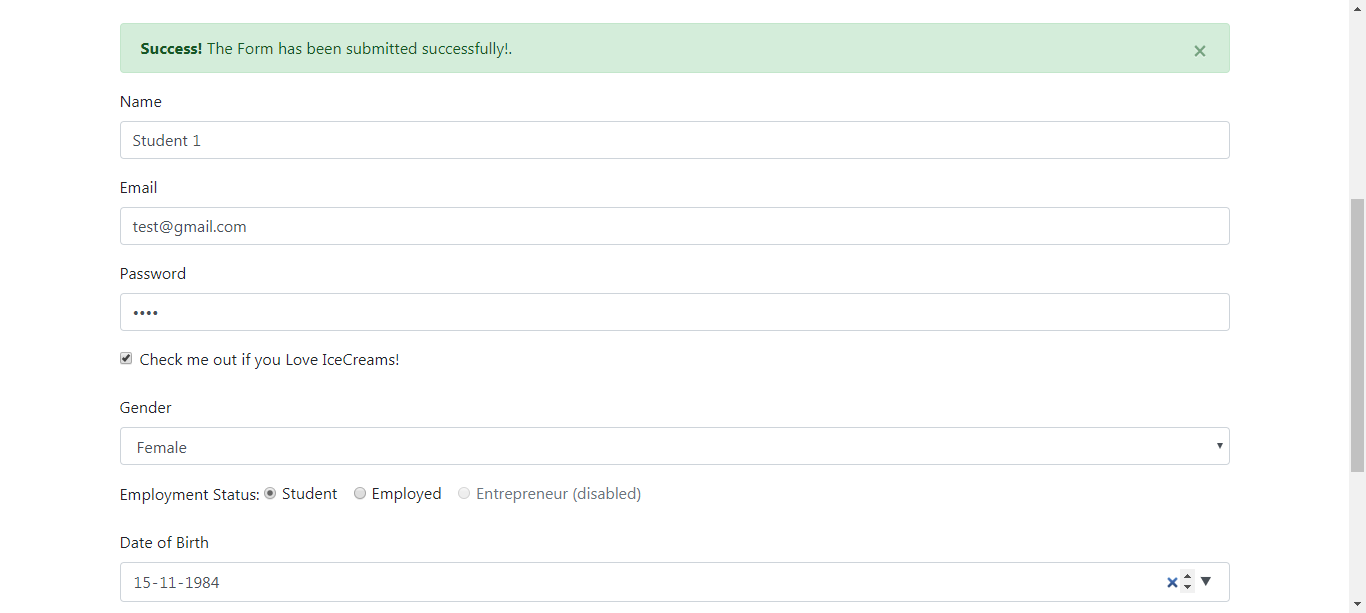 Success! The Form has been submitted successfully!.
×
Name
Student 1
Email
test@gmail.com
Password
••••
Check me out if you Love IceCreams!
Gender
Female
Employment Status: Student Employed Entrepreneur (disabled)
Date of Birth
15-11-1984